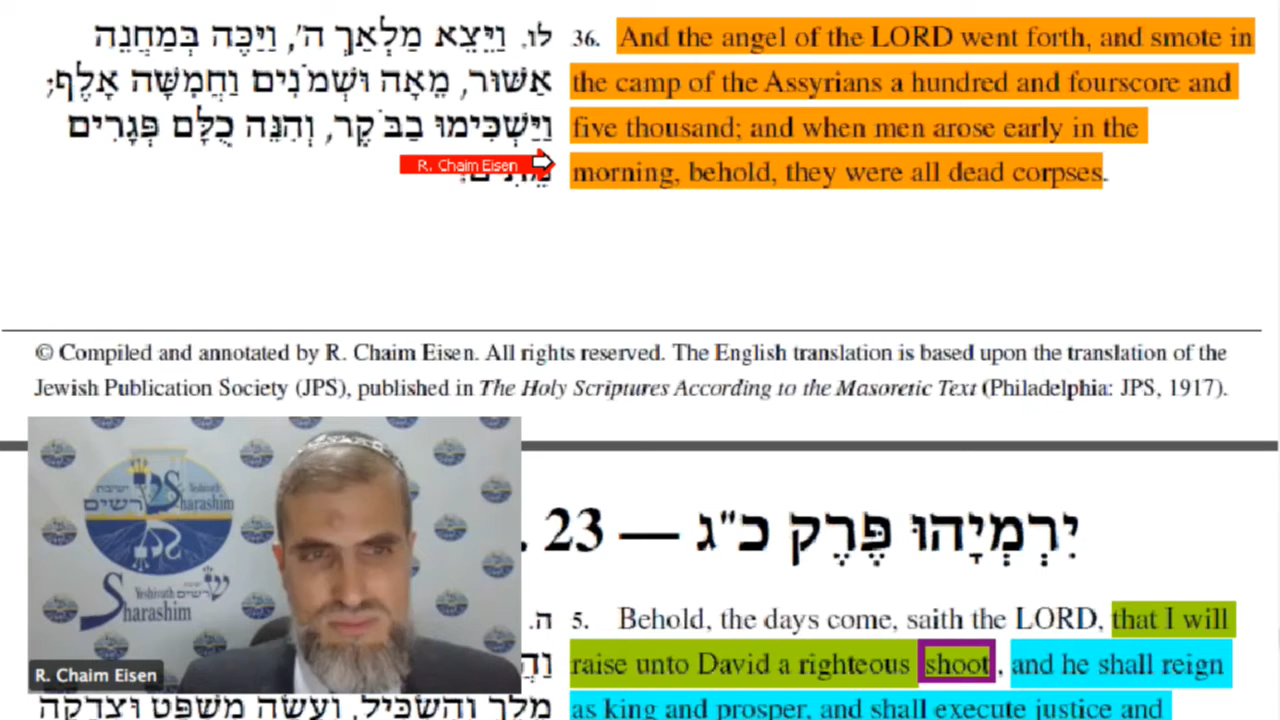 לו. וַיֵּצֵא מַלְאַךְ ה', וַיַּכֶּה בְּמַחֲנֵה
אַשּׁוּר, מֵאָה וּשְׁמֹנִים וַחֲמִשָּׁה אָלֶף;
וַיַּשְׁכִּימוּ בַבֹּקֶר, וְהִנֵּה כֻלָּם פְּגָרִים
36. And the angel of the LORD went forth, and smote in
the camp of the Assyrians a hundred and fourscore and
five thousand; and when men arose early in the
morning, behold, they were all dead corpses.
R. Chaim Eisen
© Compiled and annotated by R. Chaim Eisen. All rights reserved. The English translation is based upon the translation of the
Jewish Publication Society (JPS), published in The Holy Scriptures According to the Masoretic Text (Philadelphia: JPS, 1917).
. 23 — יִרְמְיָהוּ פֶּרֶק כ"ג
ה.
5. Behold, the days come, saith the LORD, that I will
raise unto David a righteous shoot, and he shall reign
as king and prosper, and shall execute justice and
מֶלֶךְ וְהִשְׂכִּיל, וְעָשָׂה מִשְׁפָּט וּצְדָקָה
ישיבת
שרשים
Yeshivath
Sharashim
ישיבת שרשים
Yeshivath
Sharashim
R. Chaim Eisen